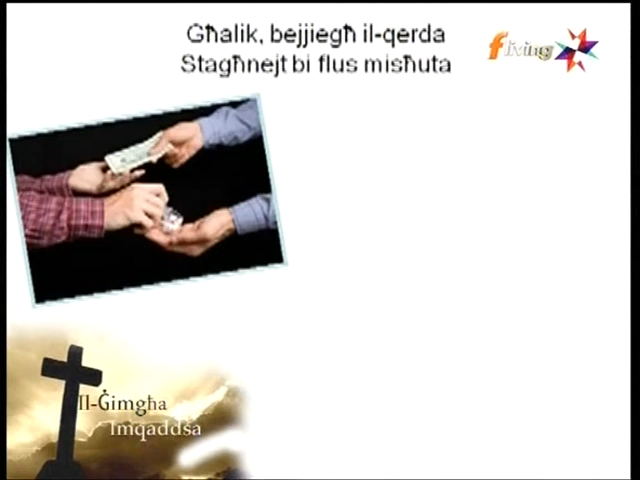 Għalik, bejjiegħ il-qerda
Stagħnejt bi flus misħuta
f living
Il-Ġimgħa
Imqaddsa